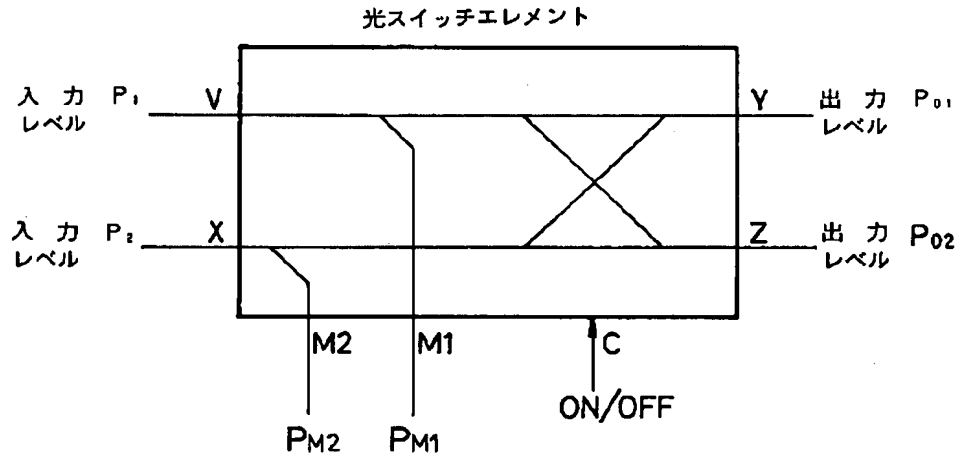 光スイッチエレメント
入力 P₁
レベル
V
Y
出力 P₀₁
レベル
入力 P₂
レベル
X
Z
出力 P₀₂
レベル
M2
M1
C
ON/OFF
PM2
PM1